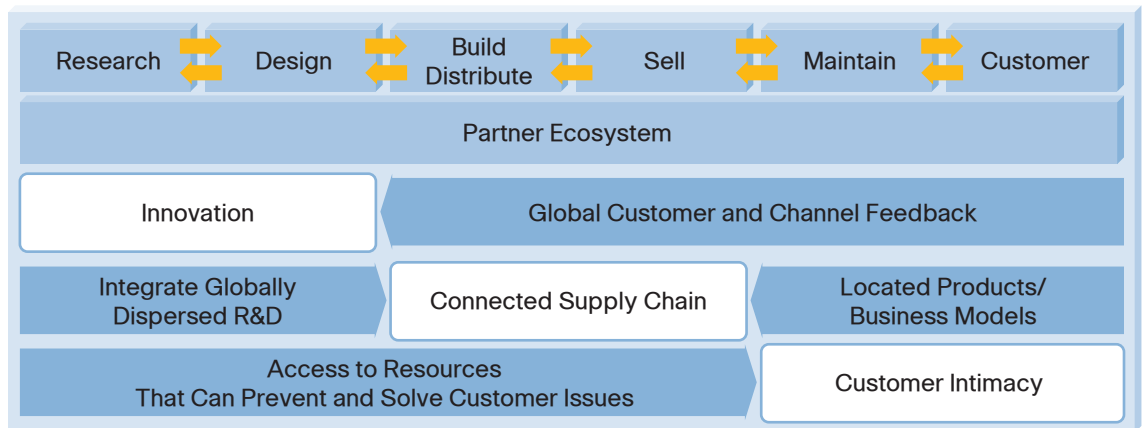 Research
Design
Build
Distribute
Sell
Maintain
Customer
Partner Ecosystem
Innovation
Global Customer and Channel Feedback
Integrate Globally
Dispersed R&D
Connected Supply Chain
Located Products/
Business Models
Access to Resources
That Can Prevent and Solve Customer Issues
Customer Intimacy